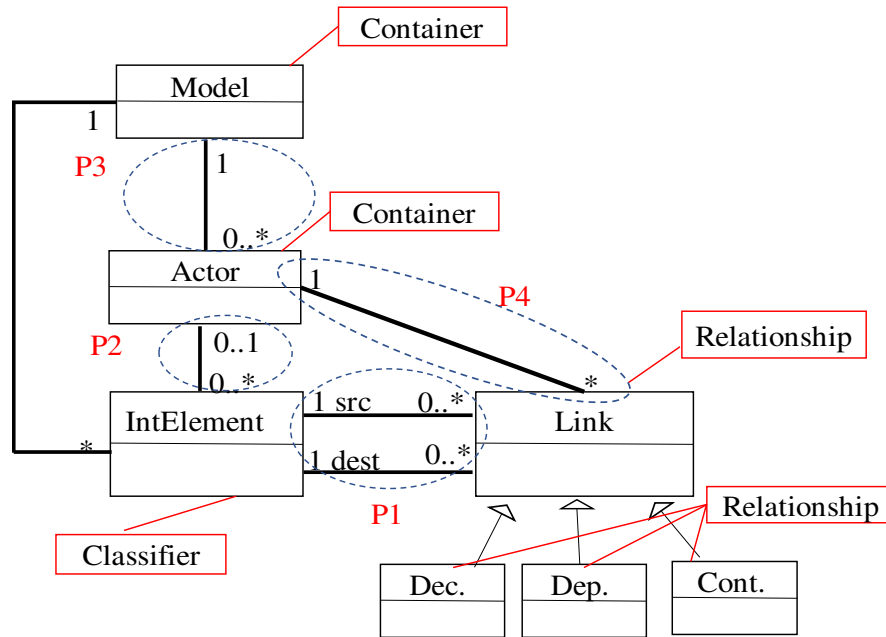 Container
Model
1
P3
1
Container
0..*
Actor
1
P4
P2
0..1
Relationship
0..*
*
IntElement
1 src
0..*
Link
*
1 dest
0..*
P1
Relationship
Classifier
Dec.
Dep.
Cont.